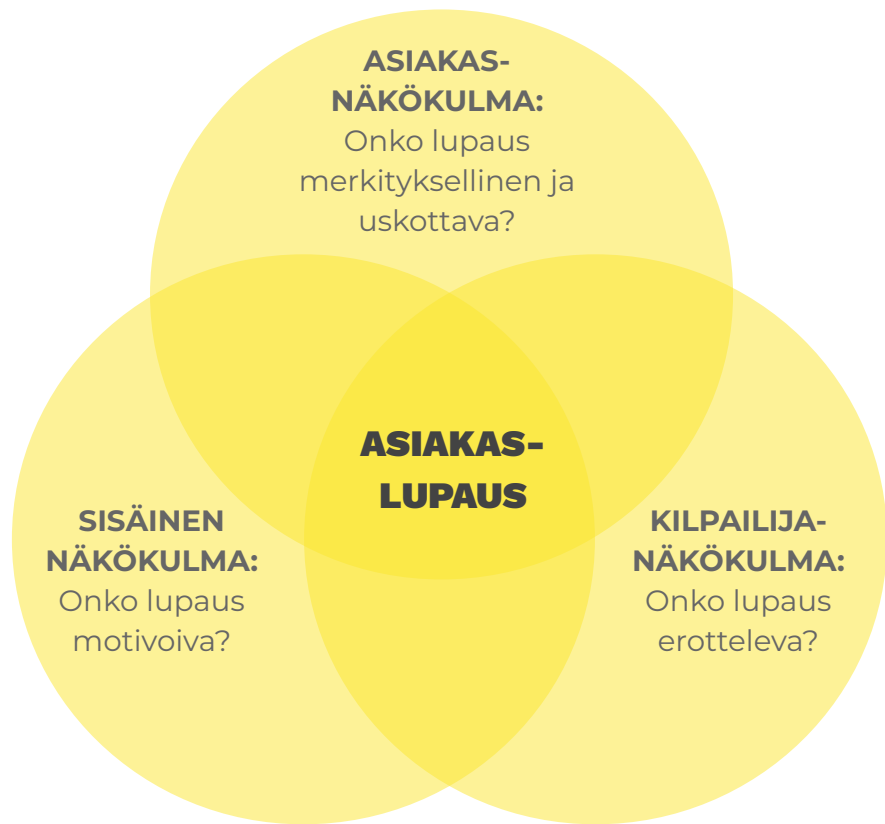 ASIAKAS-
NÄKÖKULMA:
Onko lupaus
merkityksellinen ja
uskottava?
ASIAKAS-
LUPAUS
SISÄINEN
NÄKÖKULMA:
Onko lupaus
motivoiva?
KILPAILIJA-
NÄKÖKULMA:
Onko lupaus
erotteleva?